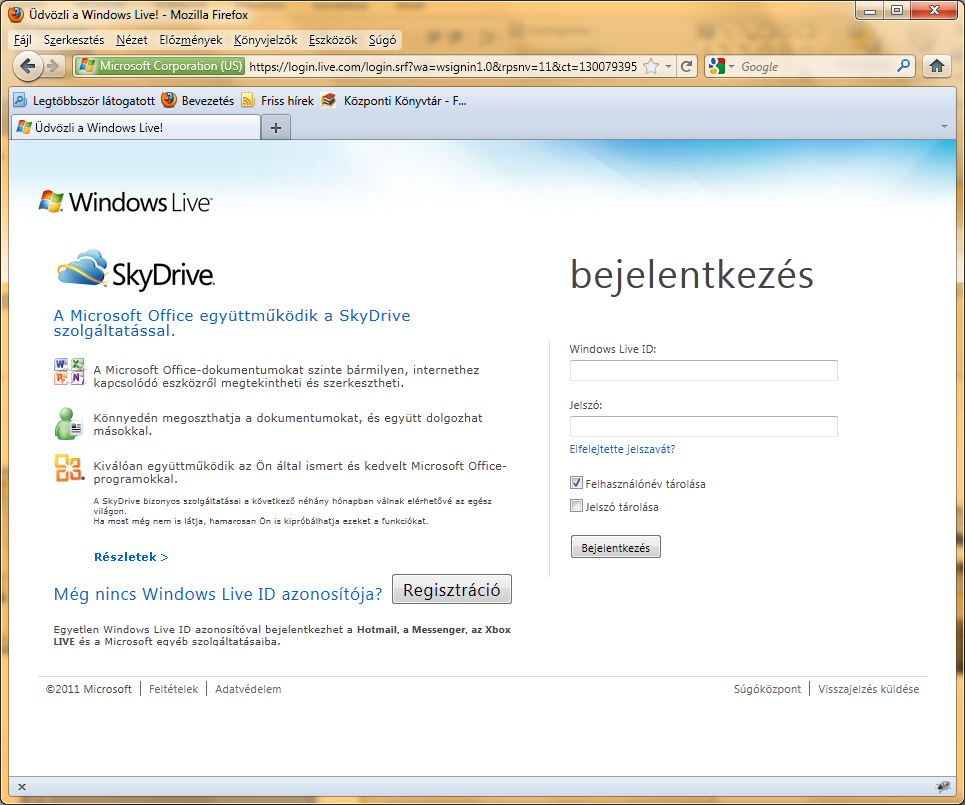 Üdvözli a Windows Live! - Mozilla Firefox
Fájl Szerkesztés Nézet Előzmények Könyvjelzők Eszközök Súgó
Microsoft Corporation (US) https://login.live.com/login.srf?wa=wsignin1.0&rpsnv=11&ct=130079395 Google
Legtöbbször látogatott Bevezetés Friss hírek Központi Könyvtár - F...
Üdvözli a Windows Live!
Windows Live™
SkyDrive
A Microsoft Office együttműködik a SkyDrive
szolgáltatással.
A Microsoft Office-dokumentumokat szinte bármilyen, internethez
kapcsolódó eszközről megtekintheti és szerkesztheti.
Könnyedén megoszthatja a dokumentumokat, és együtt dolgozhat
másokkal.
Kiválóan együttműködik az Ön által ismert és kedvelt Microsoft Office-
programokkal.
A SkyDrive bizonyos szolgáltatásai a következő néhány hónapban válnak elérhetővé az egész
világon.
Ha most még nem is látja, hamarosan Ön is kipróbálhatja ezeket a funkciókat.
Részletek >
Még nincs Windows Live ID azonosítója? Regisztráció
Egyetlen Windows Live ID azonosítóval bejelentkezhet a Hotmail, a Messenger, az Xbox
LIVE és a Microsoft egyéb szolgáltatásaiba.
bejelentkezés
Windows Live ID:
Jelszó:
Elfelejtette jelszavát?
Felhasználónév tárolása
Jelszó tárolása
Bejelentkezés
©2011 Microsoft Feltételek Adatvédelem Súgóközpont Visszajelzés küldése